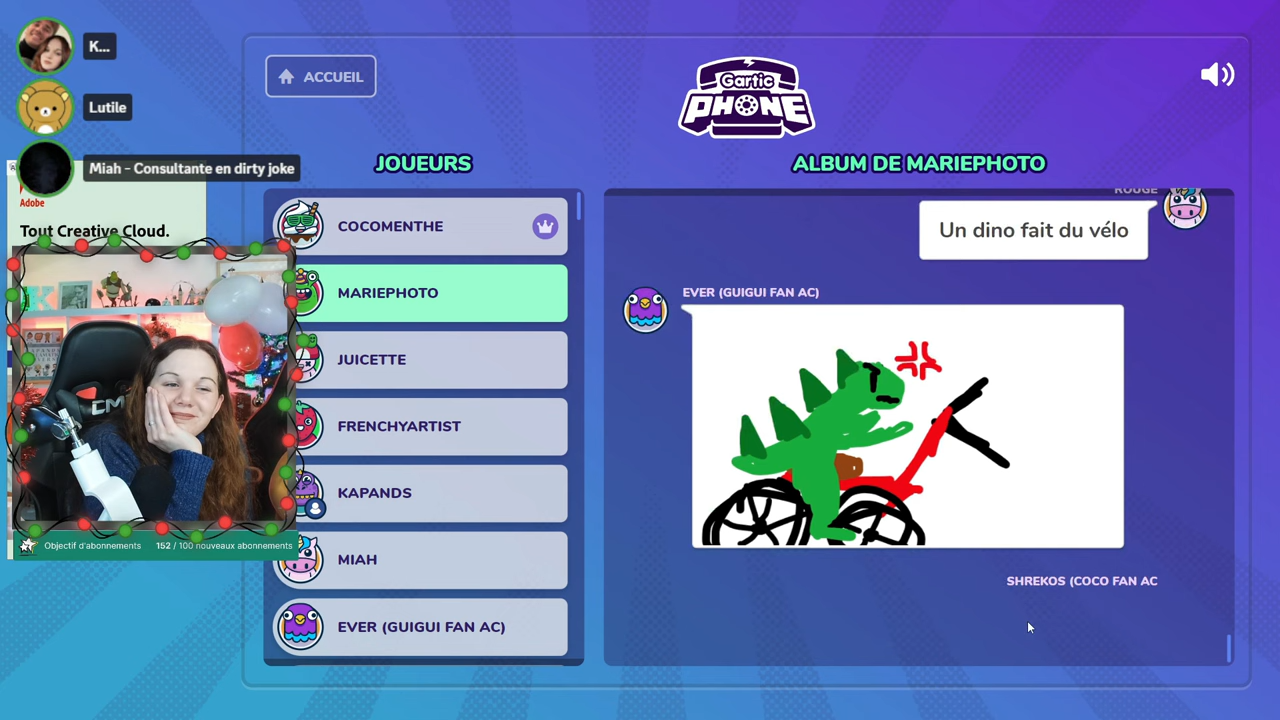 K...
Lutile
Miah - Consultante en dirty joke
Adobe
Tout Creative Cloud.
Objectif d'abonnements
152 / 100 nouveaux abonnements
ACCUEIL
Gartic
PHONE
JOUEURS
COCOMENTHE
MARIEPHOTO
JUICETTE
FRENCHYARTIST
KAPANDS
MIAH
EVER (GUIGUI FAN AC)
ALBUM DE MARIEPHOTO
ROUGE
Un dino fait du vélo
EVER (GUIGUI FAN AC)
SHREKOS (COCO FAN AC